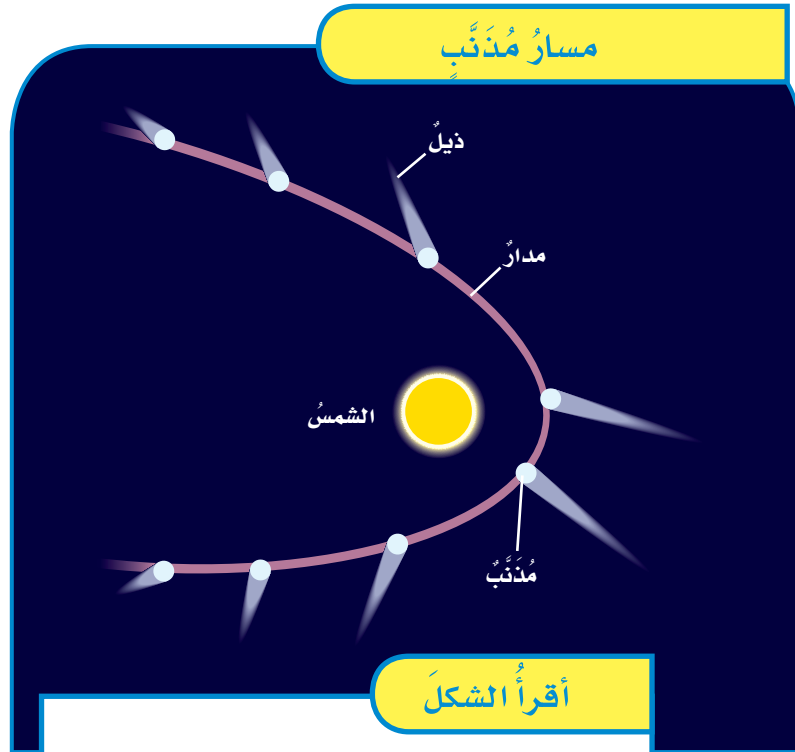 مسارُ مُذَنَّبٍ
ذيلٌ
مدارٌ
الشمسُ
مُذَنَّبٌ
أقرأُ الشكلَ